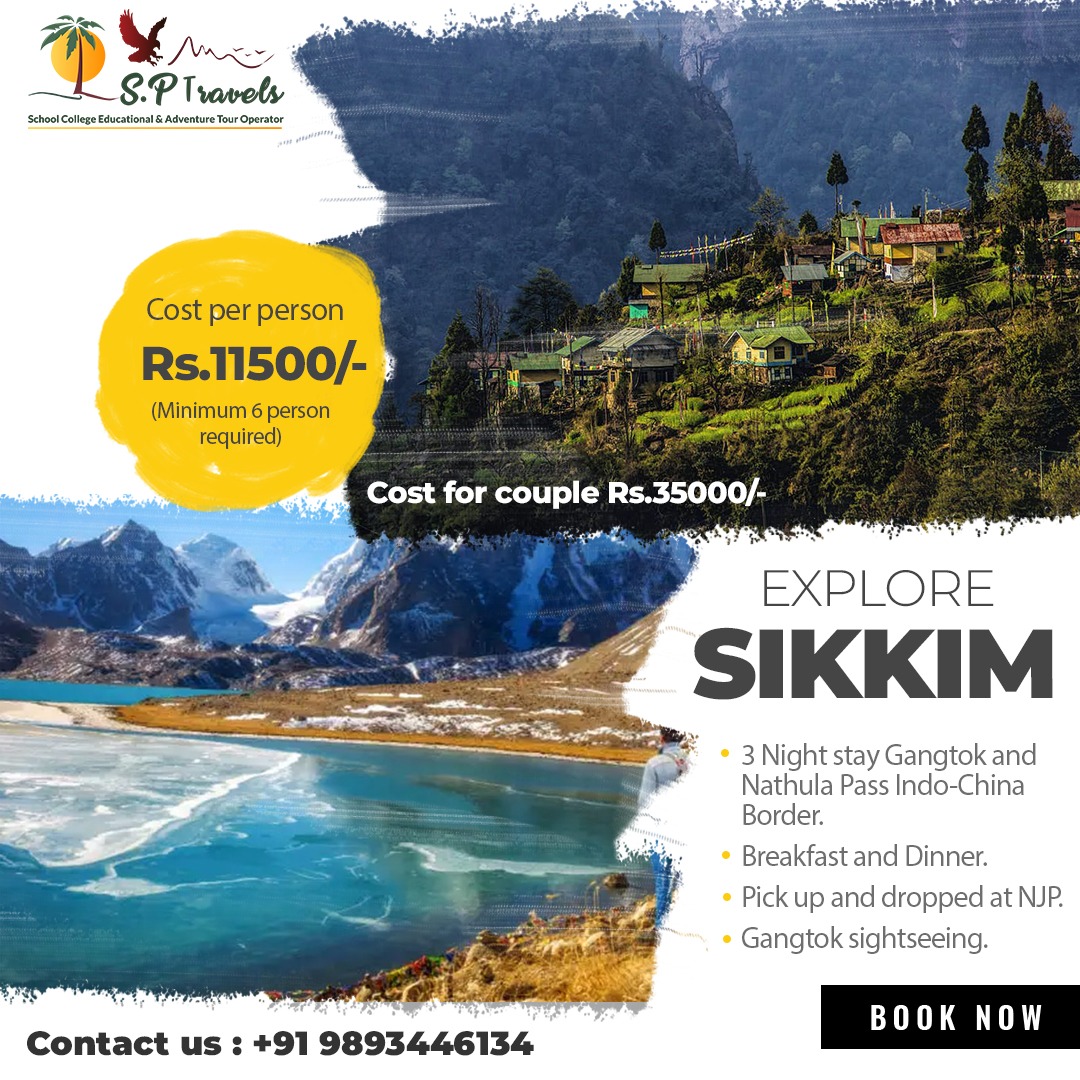 S.P Travels
School College Educational & Adventure Tour Operator
Cost per person
Rs.11500/-
(Minimum 6 person
required)
Cost for couple Rs.35000/-
EXPLORE
SIKKIM
• 3 Night stay Gangtok and
Nathula Pass Indo-China
Border.
• Breakfast and Dinner.
• Pick up and dropped at NJP.
• Gangtok sightseeing.
BOOK NOW
Contact us : +91 9893446134